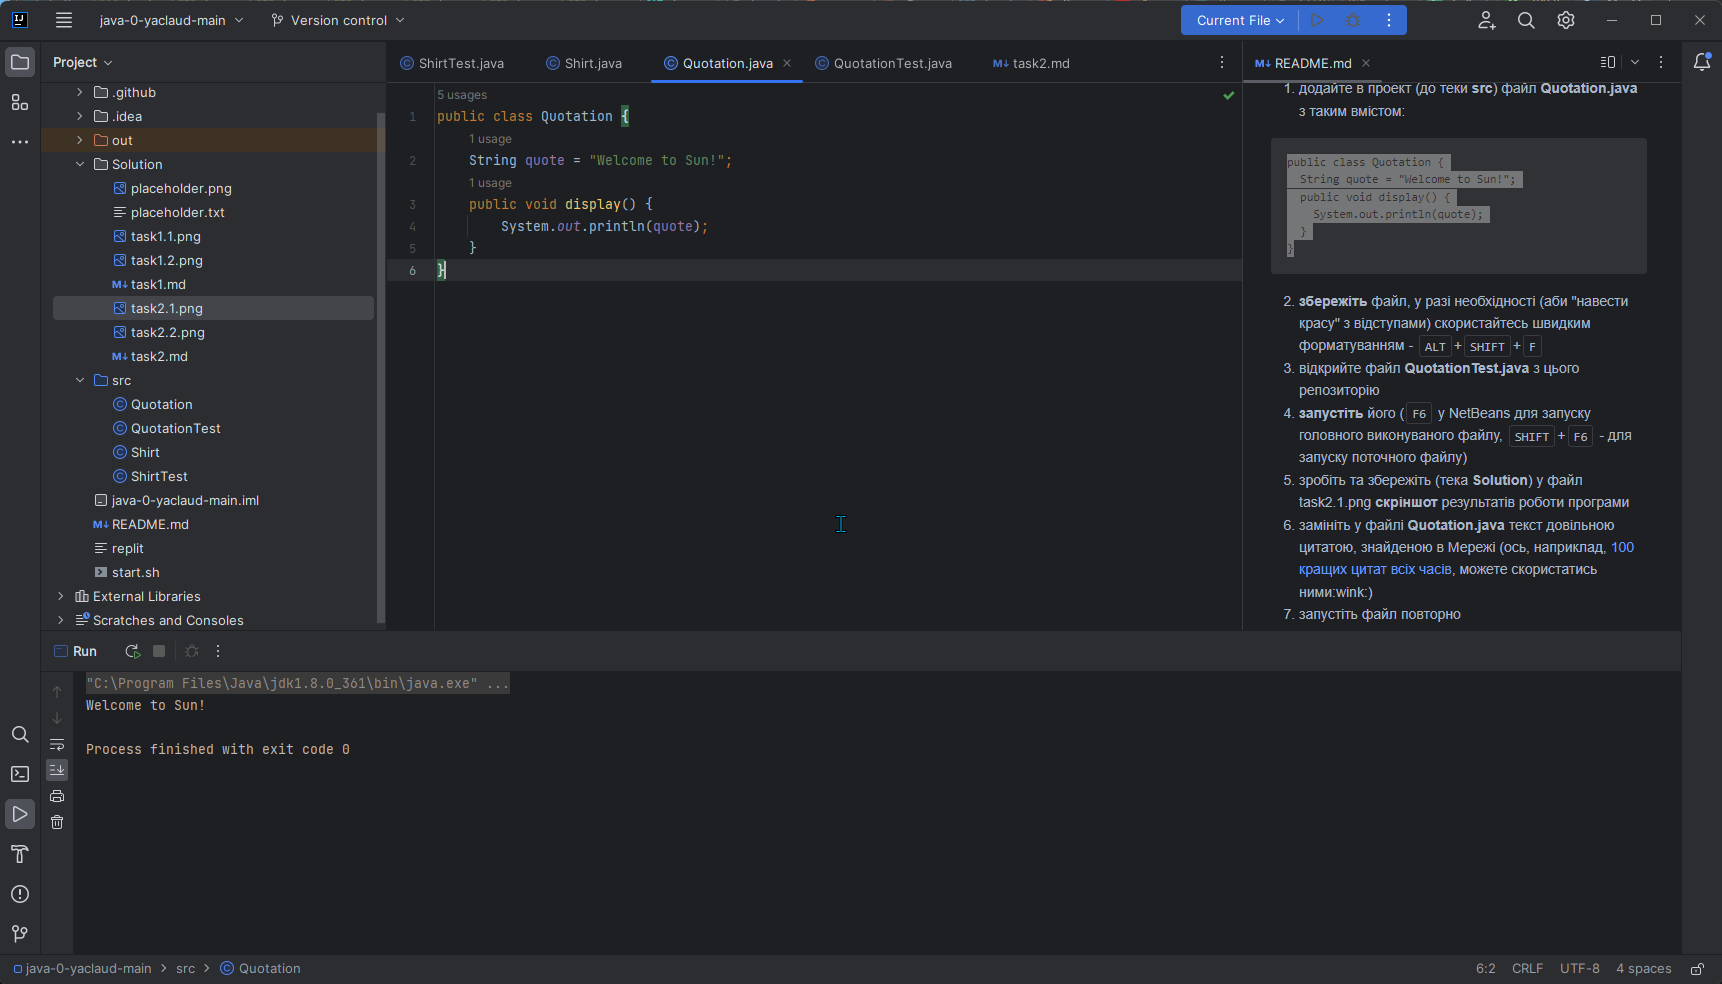 java-0-yaclaud-main
Version control
Current File
Project
.github
.idea
out
Solution
placeholder.png
placeholder.txt
task1.1.png
task1.2.png
task1.md
task2.1.png
task2.2.png
task2.md
src
Quotation
QuotationTest
Shirt
ShirtTest
java-0-yaclaud-main.iml
README.md
replit
start.sh
External Libraries
Scratches and Consoles
ShirtTest.java
Shirt.java
Quotation.java
QuotationTest.java
task2.md
5 usages
1 public class Quotation {
1 usage
2 String quote = "Welcome to Sun!";
1 usage
3 public void display() {
4 System.out.println(quote);
5 }
6 }
README.md
1. додайте в проект (до теки src) файл Quotation.java
з таким вмістом:
public class Quotation {
String quote = "Welcome to Sun!";
public void display() {
System.out.println(quote);
}
}
2. збережіть файл, у разі необхідності (аби "навести
красу" з відступами) скористайтесь швидким
форматуванням - ALT + SHIFT + F
3. відкрийте файл QuotationTest.java з цього
репозиторію
4. запустіть його ( F6 у NetBeans для запуску
головного виконуваного файлу, SHIFT + F6 - для
запуску поточного файлу)
5. зробіть та збережіть (тека Solution) у файл
task2.1.png скріншот результатів роботи програми
6. замініть у файлі Quotation.java текст довільною
цитатою, знайденою в Мережі (ось, наприклад, 100
кращих цитат всіх часів, можете скористатись
ними:wink:)
7. запустіть файл повторно
Run
"C:\Program Files\Java\jdk1.8.0_361\bin\java.exe" ...
Welcome to Sun!
Process finished with exit code 0
java-0-yaclaud-main > src > Quotation
6:2 CRLF UTF-8 4 spaces